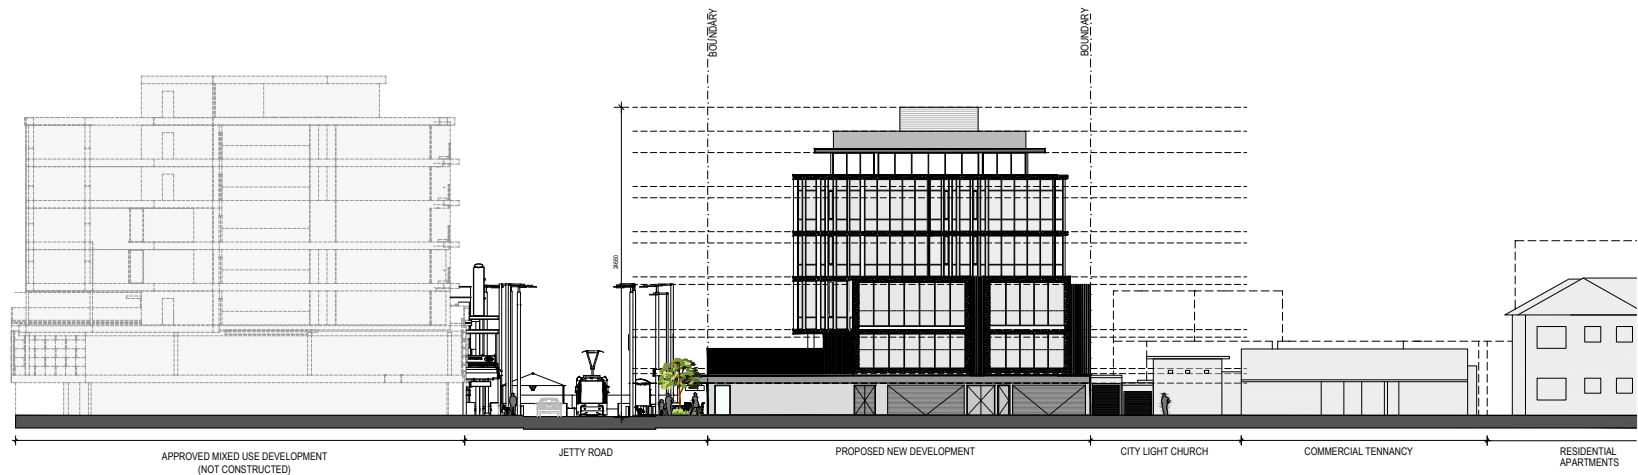 BOUNDARY
BOUNDARY
24680
APPROVED MIXED USE DEVELOPMENT
(NOT CONSTRUCTED)
JETTY ROAD
PROPOSED NEW DEVELOPMENT
CITY LIGHT CHURCH
COMMERCIAL TENNANCY
RESIDENTIAL
APARTMENTS